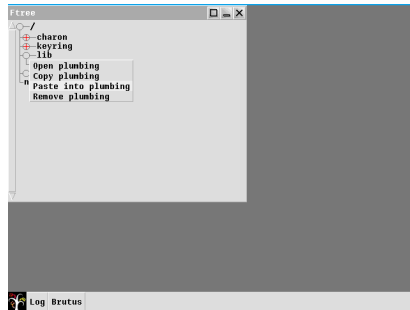 Ftree
/
charon
keyring
lib
Open plumbing
Copy plumbing
n Paste into plumbing
Remove plumbing
Log Brutus